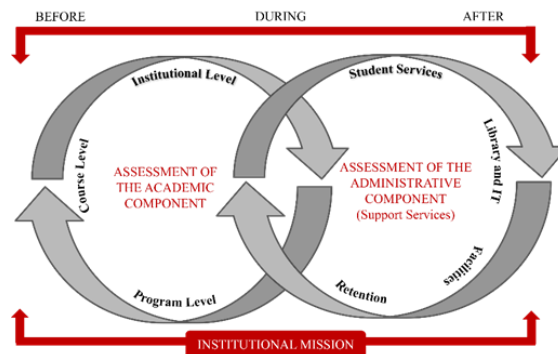 BEFORE
DURING
AFTER
Institutional Level
Student Services
Course Level
ASSESSMENT OF
THE ACADEMIC
COMPONENT
ASSESSMENT OF THE
ADMINISTRATIVE
COMPONENT
(Support Services)
Library and IT
Program Level
Retention
Facilities
INSTITUTIONAL MISSION